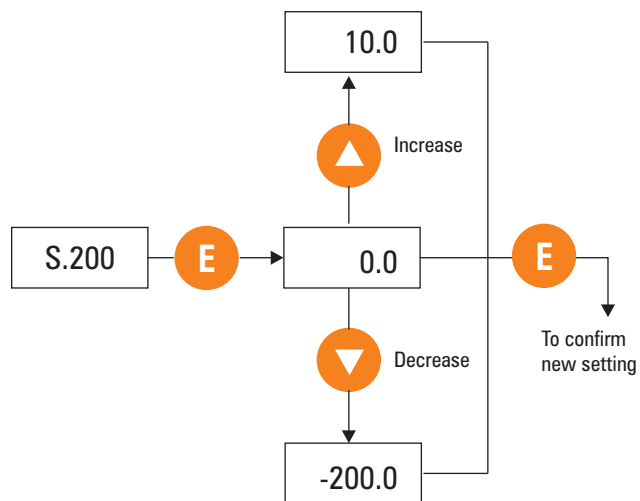 10.0
Increase
S.200
E
0.0
E
To confirm
new setting
Decrease
-200.0